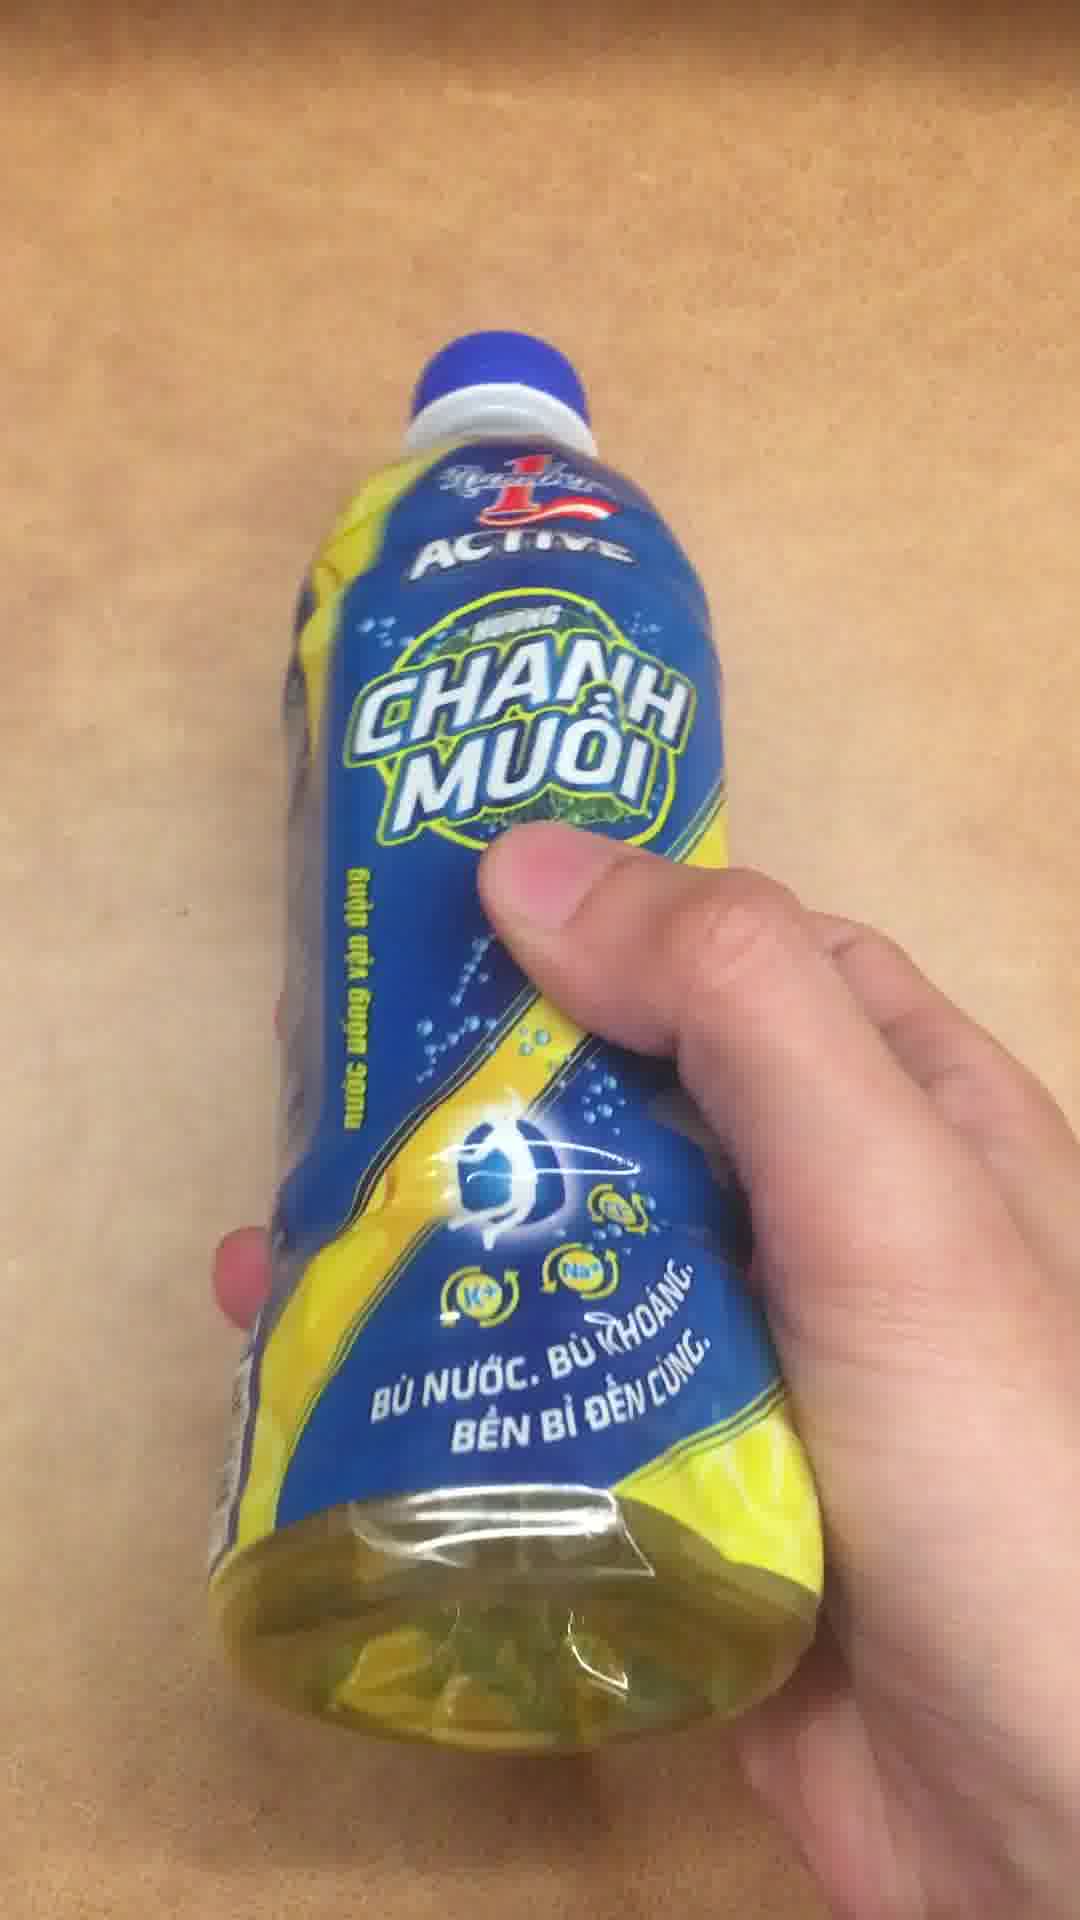 Number 1
ACTIVE
HƯƠNG
CHANH
MUỐI
nước uống vận động
K+
Na+
BÙ NƯỚC. BÙ KHOÁNG.
BỀN BỈ ĐẾN CÙNG.